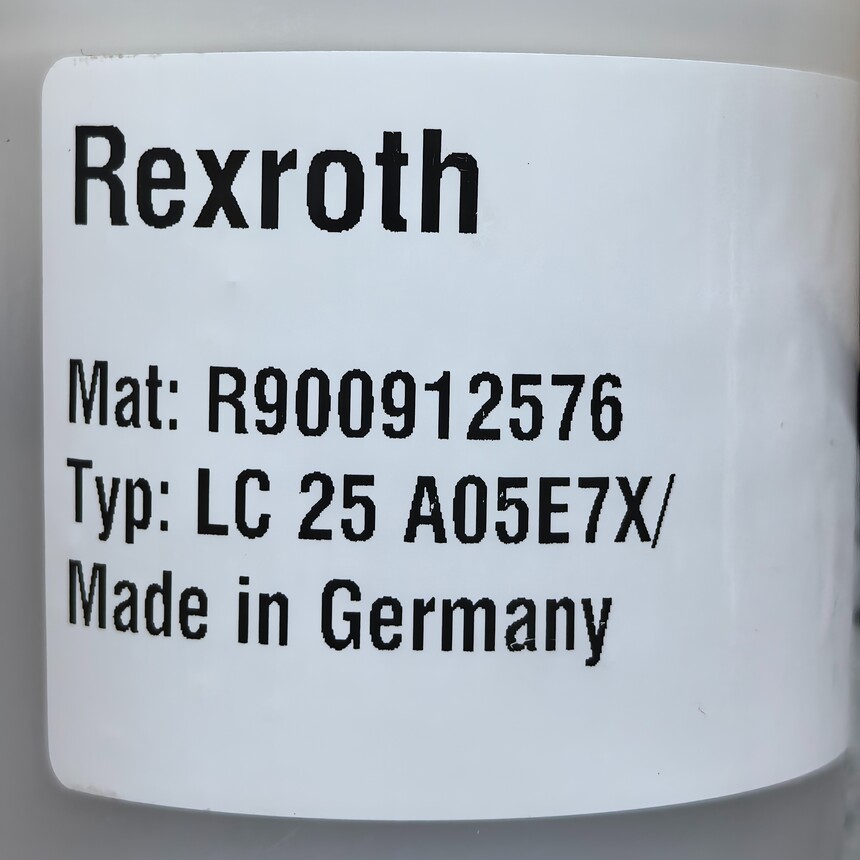 Rexroth
Mat: R900912576
Typ: LC 25 A05E7X/
Made in Germany